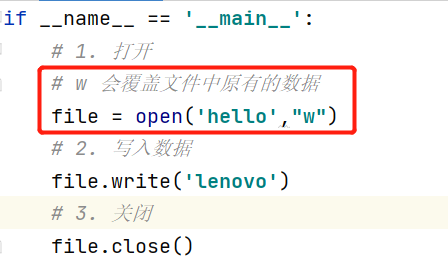 if __name__ == '__main__':
    # 1. 打开
    # w 会覆盖文件中原有的数据
    file = open('hello',"w")
    # 2. 写入数据
    file.write('lenovo')
    # 3. 关闭
    file.close()